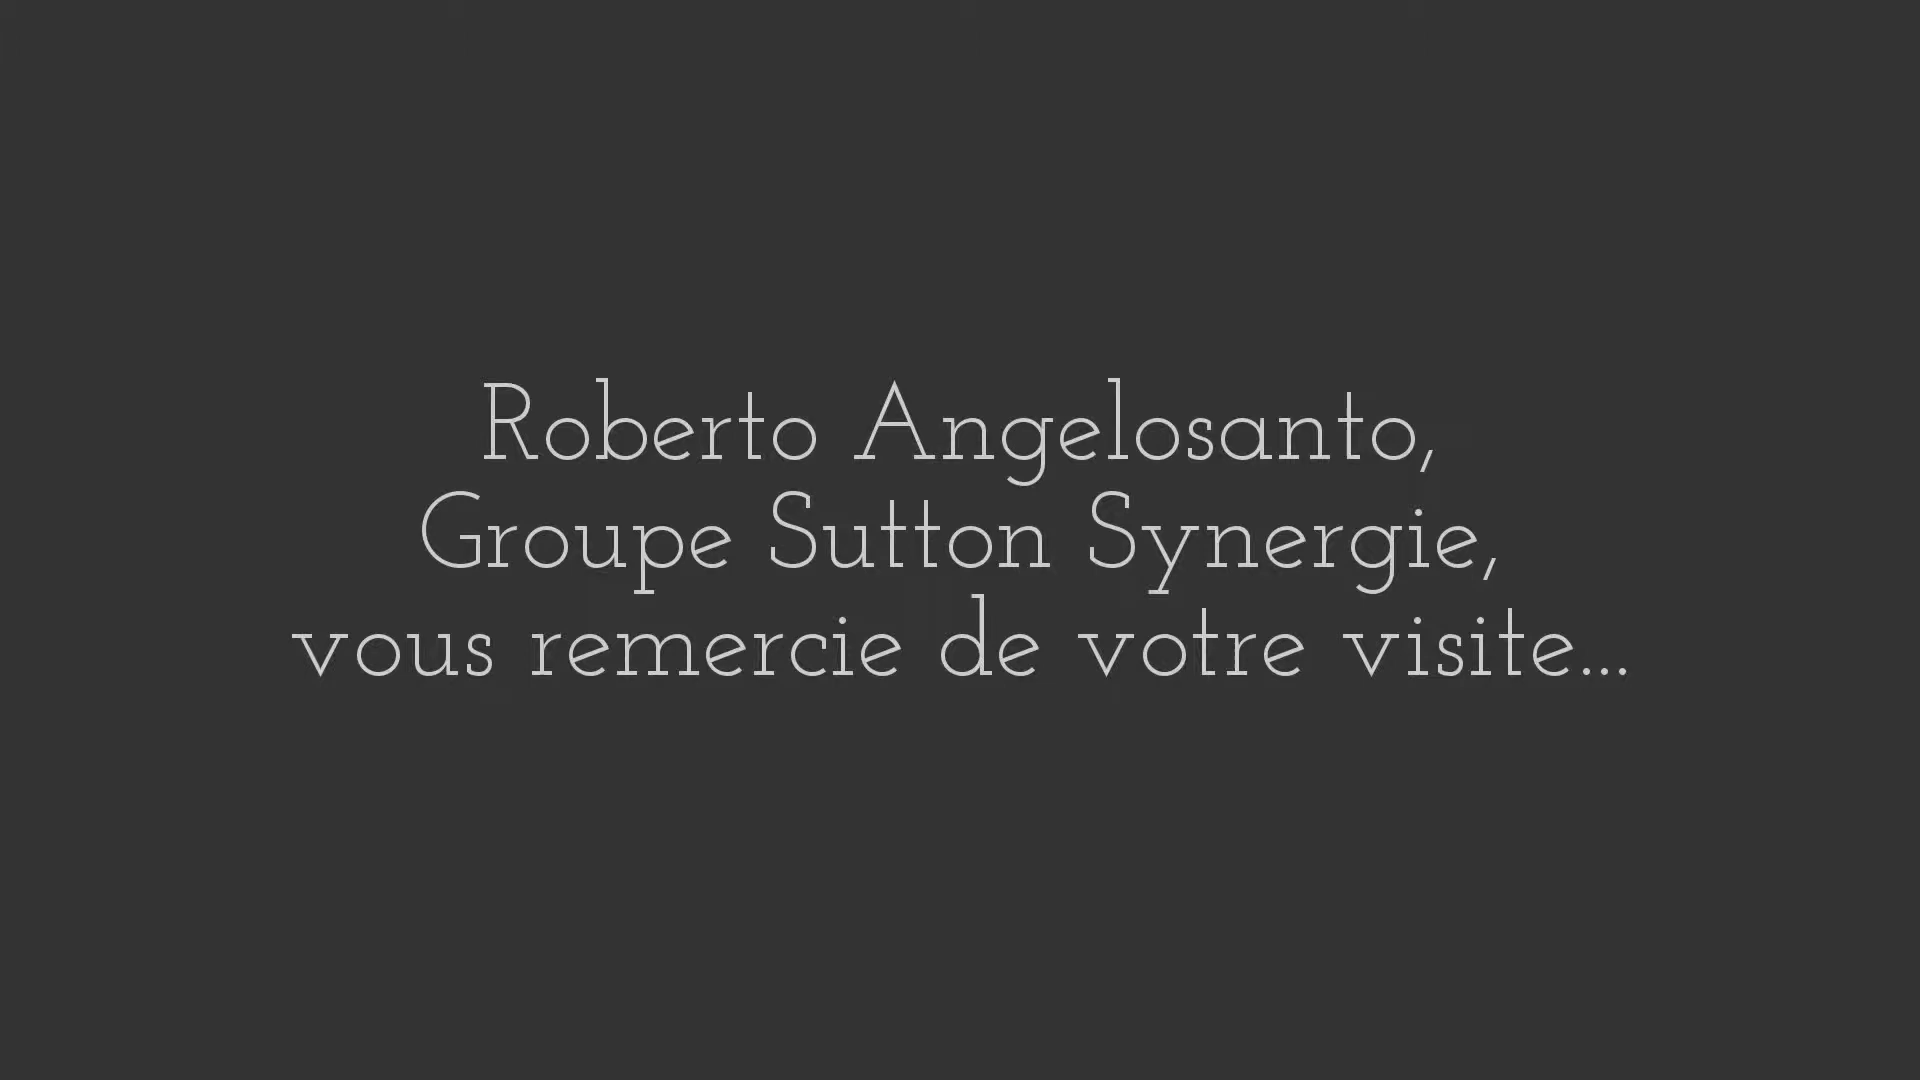 Roberto Angelosanto,
Groupe Sutton Synergie,
vous remercie de votre visite...